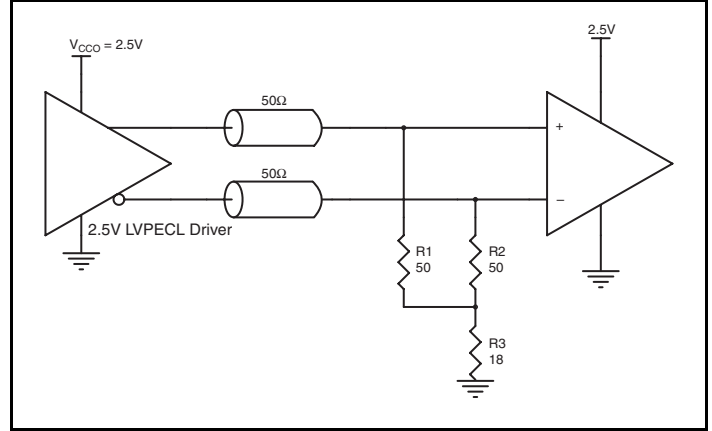 V_CCO = 2.5V
2.5V
50Ω
50Ω
+
–
2.5V LVPECL Driver
R1
50
R2
50
R3
18